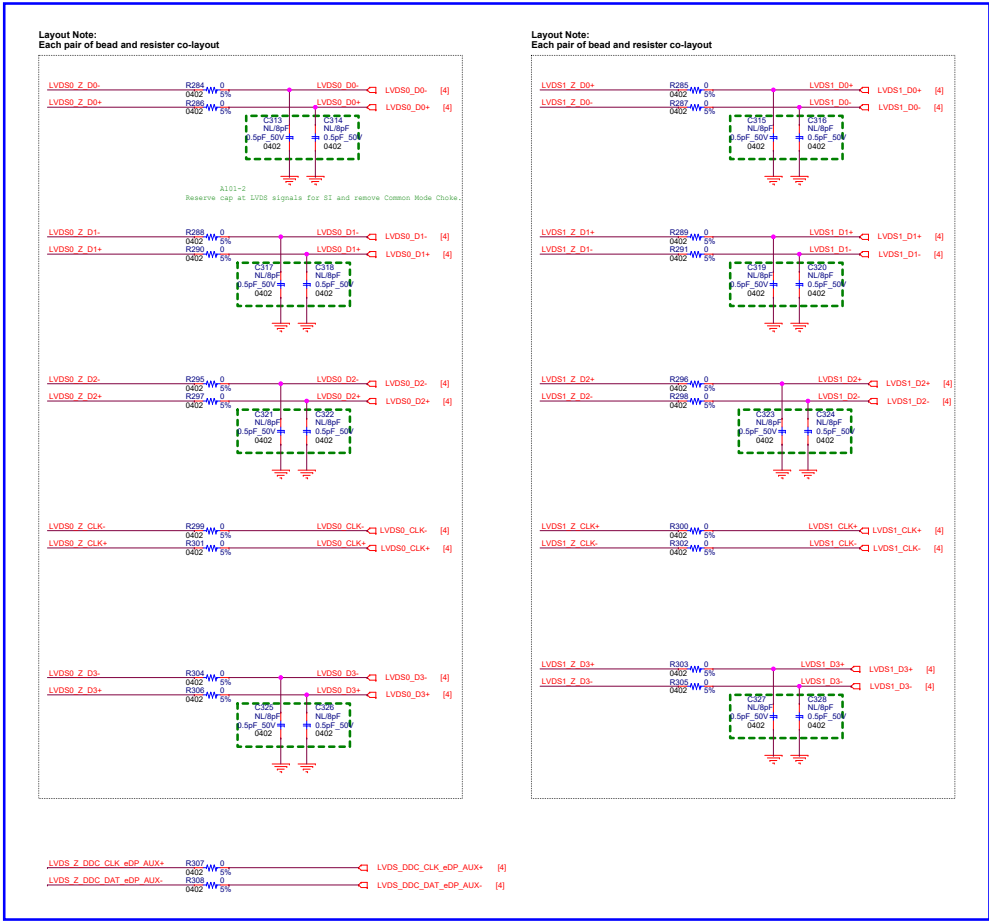 Layout Note:
Each pair of bead and resister co-layout
LVDS0_Z_D0- R284 0 LVDS0_D0- LVDS0_D0- [4]
0402 5%
LVDS0_Z_D0+ R286 0 LVDS0_D0+ LVDS0_D0+ [4]
0402 5%
C313 C314
NL/8pF NL/8pF
0.5pF_50V 0.5pF_50V
0402 0402
A101-2
Reserve cap at LVDS signals for SI and remove Common Mode Choke.
LVDS0_Z_D1- R288 0 LVDS0_D1- LVDS0_D1- [4]
0402 5%
LVDS0_Z_D1+ R290 0 LVDS0_D1+ LVDS0_D1+ [4]
0402 5%
C317 C318
NL/8pF NL/8pF
0.5pF_50V 0.5pF_50V
0402 0402
LVDS0_Z_D2- R295 0 LVDS0_D2- LVDS0_D2- [4]
0402 5%
LVDS0_Z_D2+ R297 0 LVDS0_D2+ LVDS0_D2+ [4]
0402 5%
C321 C322
NL/8pF NL/8pF
0.5pF_50V 0.5pF_50V
0402 0402
LVDS0_Z_CLK- R299 0 LVDS0_CLK- LVDS0_CLK- [4]
0402 5%
LVDS0_Z_CLK+ R301 0 LVDS0_CLK+ LVDS0_CLK+ [4]
0402 5%
LVDS0_Z_D3- R304 0 LVDS0_D3- LVDS0_D3- [4]
0402 5%
LVDS0_Z_D3+ R306 0 LVDS0_D3+ LVDS0_D3+ [4]
0402 5%
C325 C326
NL/8pF NL/8pF
0.5pF_50V 0.5pF_50V
0402 0402
Layout Note:
Each pair of bead and resister co-layout
LVDS1_Z_D0+ R285 0 LVDS1_D0+ LVDS1_D0+ [4]
0402 5%
LVDS1_Z_D0- R287 0 LVDS1_D0- LVDS1_D0- [4]
0402 5%
C315 C316
NL/8pF NL/8pF
0.5pF_50V 0.5pF_50V
0402 0402
LVDS1_Z_D1+ R289 0 LVDS1_D1+ LVDS1_D1+ [4]
0402 5%
LVDS1_Z_D1- R291 0 LVDS1_D1- LVDS1_D1- [4]
0402 5%
C319 C320
NL/8pF NL/8pF
0.5pF_50V 0.5pF_50V
0402 0402
LVDS1_Z_D2+ R296 0 LVDS1_D2+ LVDS1_D2+ [4]
0402 5%
LVDS1_Z_D2- R298 0 LVDS1_D2- LVDS1_D2- [4]
0402 5%
C323 C324
NL/8pF NL/8pF
0.5pF_50V 0.5pF_50V
0402 0402
LVDS1_Z_CLK+ R300 0 LVDS1_CLK+ LVDS1_CLK+ [4]
0402 5%
LVDS1_Z_CLK- R302 0 LVDS1_CLK- LVDS1_CLK- [4]
0402 5%
LVDS1_Z_D3+ R303 0 LVDS1_D3+ LVDS1_D3+ [4]
0402 5%
LVDS1_Z_D3- R305 0 LVDS1_D3- LVDS1_D3- [4]
0402 5%
C327 C328
NL/8pF NL/8pF
0.5pF_50V 0.5pF_50V
0402 0402
LVDS_Z_DDC_CLK_eDP_AUX+ R307 0 LVDS_DDC_CLK_eDP_AUX+ [4]
0402 5%
LVDS_Z_DDC_DAT_eDP_AUX- R308 0 LVDS_DDC_DAT_eDP_AUX- [4]
0402 5%